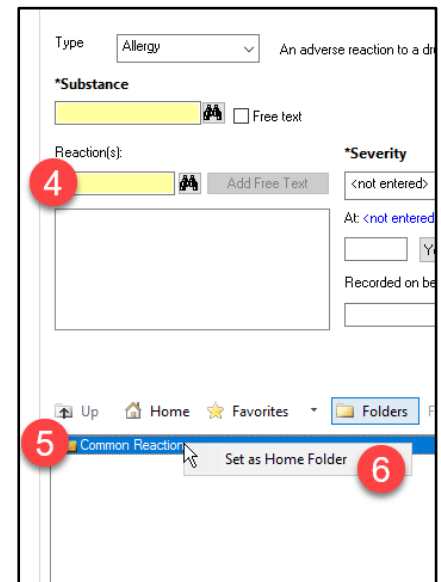 Type Allergy An adverse reaction to a
*Substance
Free text
Reaction(s): *Severity
4 Add Free Text <not entered>
At: <not entered
Recorded on be
Up Home Favorites Folders
5 Common Reaction
Set as Home Folder 6